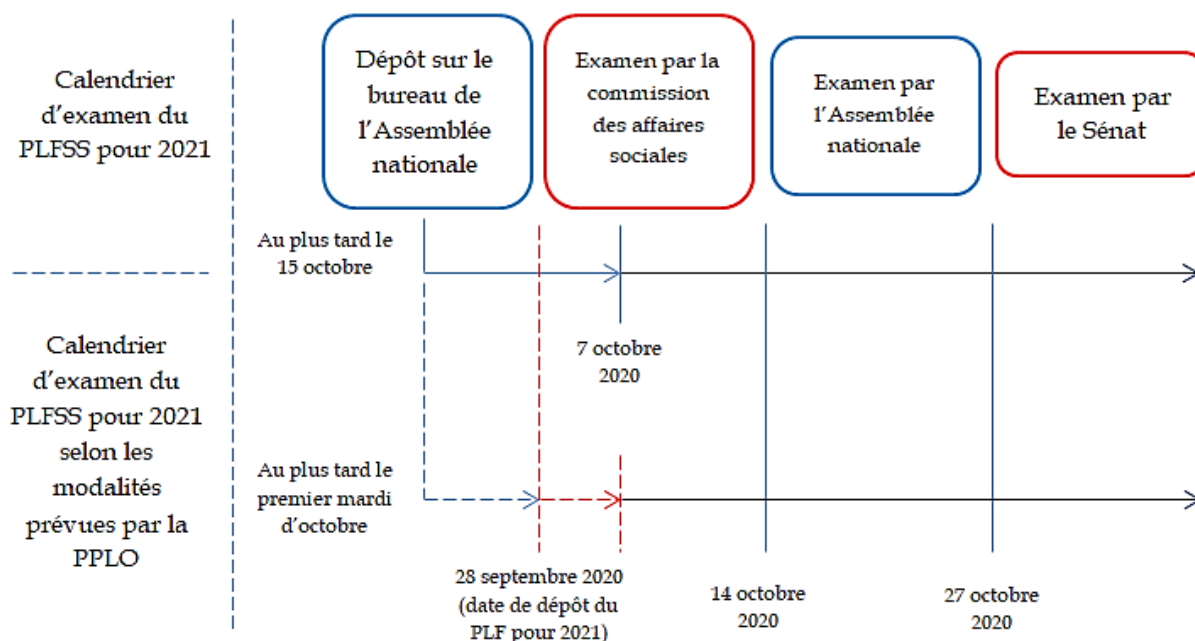 Calendrier
d’examen du
PLFSS pour 2021
Dépôt sur le
bureau de
l’Assemblée
nationale
Examen par la
commission
des affaires
sociales
Examen par
l’Assemblée
nationale
Examen par
le Sénat
Au plus tard le
15 octobre
7 octobre
2020
Calendrier
d’examen du
PLFSS pour 2021
selon les
modalités
prévues par la
PPLO
Au plus tard le
premier mardi
d’octobre
28 septembre 2020
(date de dépôt du
PLF pour 2021)
14 octobre
2020
27 octobre
2020